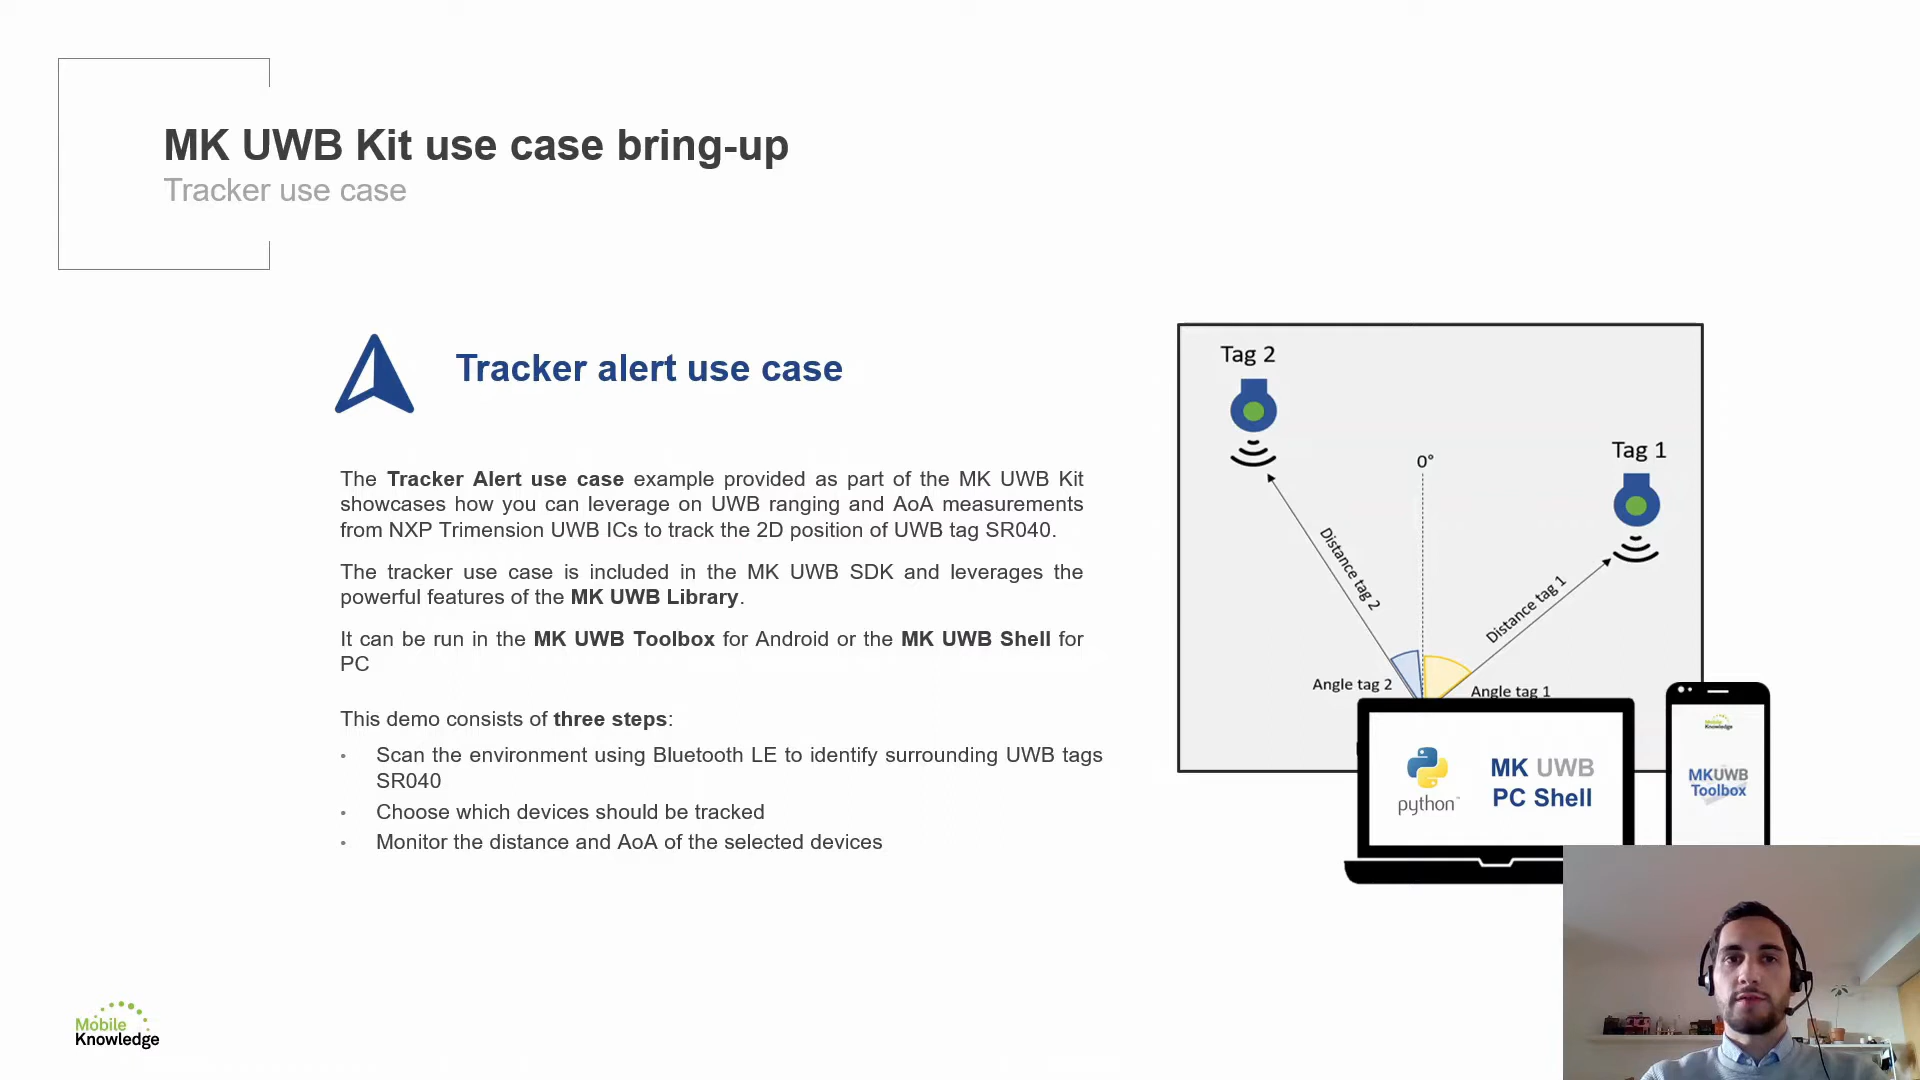 MK UWB Kit use case bring-up
Tracker use case
Tracker alert use case
The Tracker Alert use case example provided as part of the MK UWB Kit
showcases how you can leverage on UWB ranging and AoA measurements
from NXP Trimension UWB ICs to track the 2D position of UWB tag SR040.
The tracker use case is included in the MK UWB SDK and leverages the
powerful features of the MK UWB Library.
It can be run in the MK UWB Toolbox for Android or the MK UWB Shell for
PC
This demo consists of three steps:
• Scan the environment using Bluetooth LE to identify surrounding UWB tags
SR040
• Choose which devices should be tracked
• Monitor the distance and AoA of the selected devices
Tag 2
Tag 1
0°
Distance tag 2
Distance tag 1
Angle tag 2
Angle tag 1
python™
MK UWB
PC Shell
Mobile
Knowledge
MKUWB
Toolbox
Mobile
Knowledge